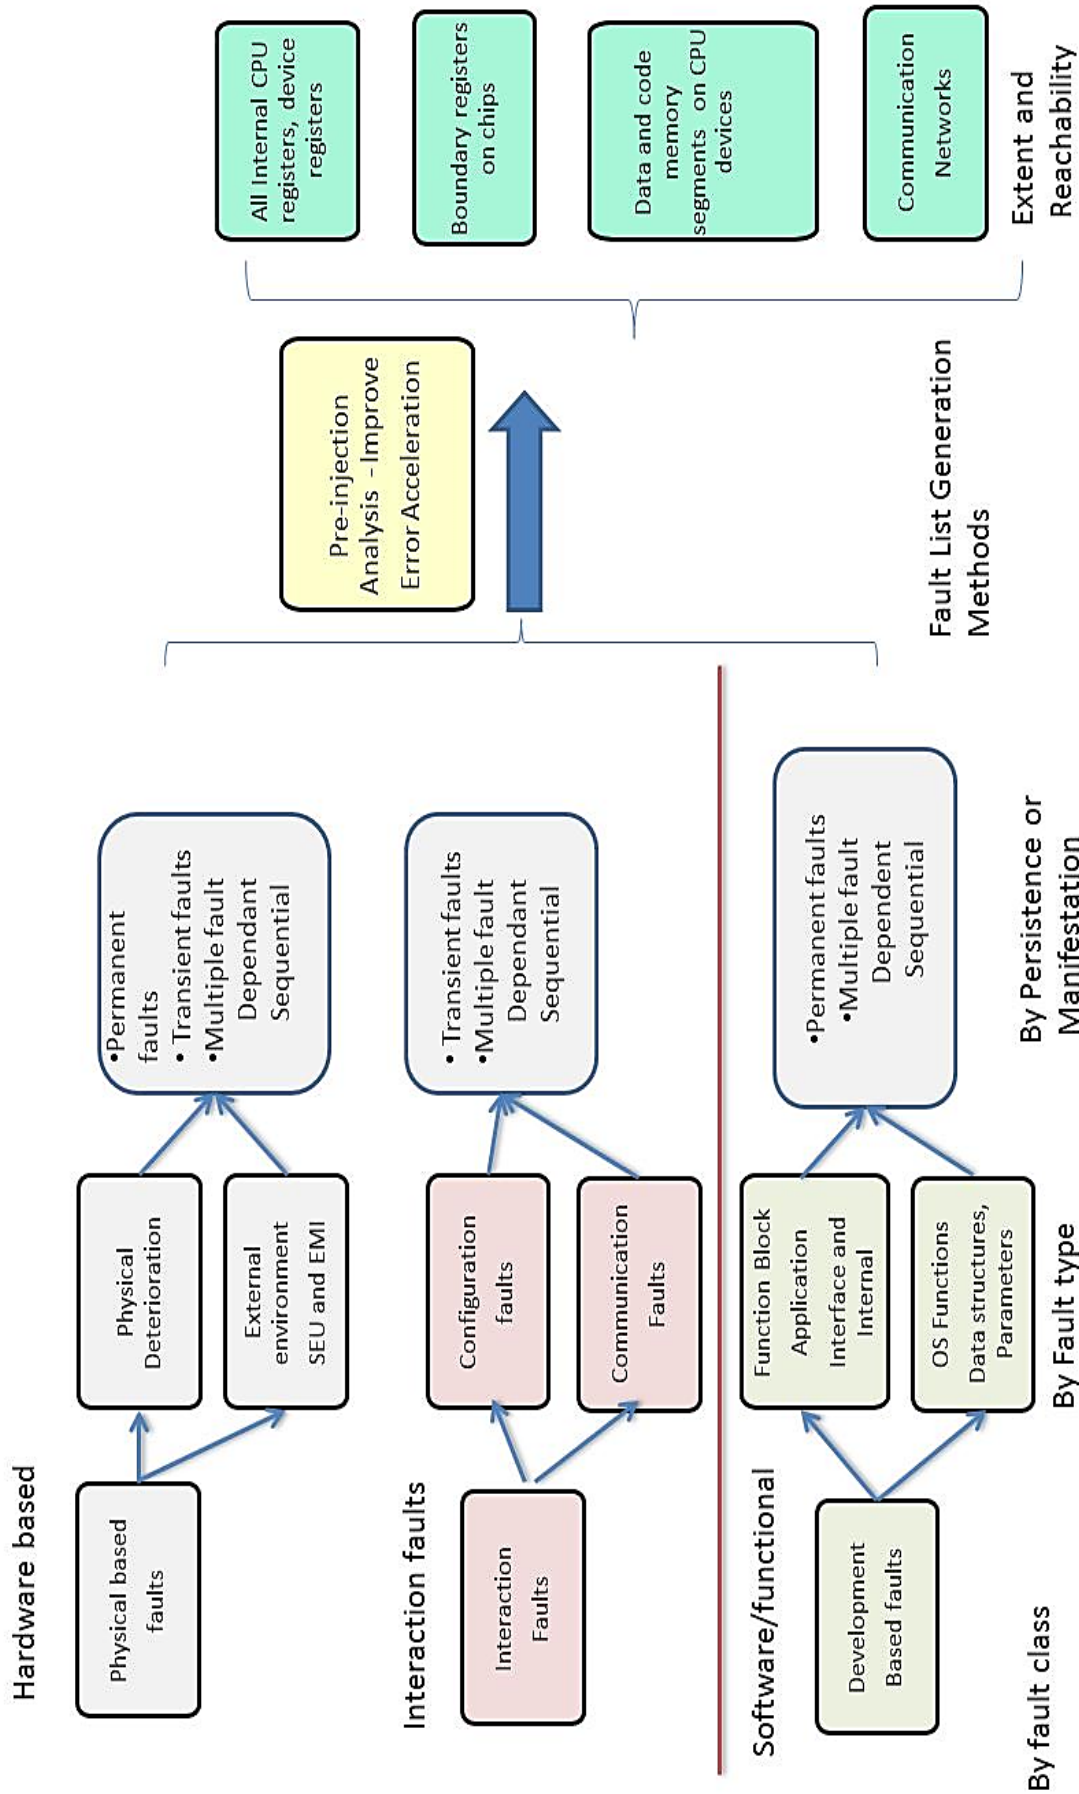 Hardware based
Physical based
faults
Physical
Deterioration
External
environment
SEU and EMI
•Permanent
faults
• Transient faults
•Multiple fault
Dependant
Sequential
Interaction faults
Interaction
Faults
Configuration
faults
Communication
Faults
• Transient faults
•Multiple fault
Dependant
Sequential
Software/functional
Development
Based faults
Function Block
Application
Interface and
Internal
OS Functions
Data structures,
Parameters
•Permanent faults
•Multiple fault
Dependent
Sequential
Pre-injection
Analysis - Improve
Error Acceleration
All Internal CPU
registers, device
registers
Boundary registers
on chips
Data and code
memory
segments on CPU
devices
Communication
Networks
By fault class
By Fault type
By Persistence or
Manifestation
Fault List Generation
Methods
Extent and
Reachability